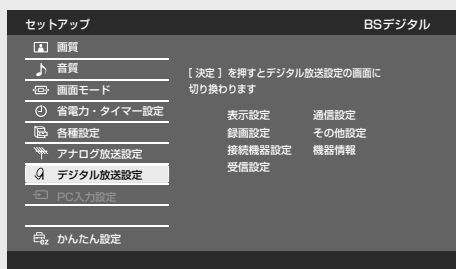 セットアップ
BSデジタル
画質
音質
画面モード
省電力・タイマー設定
各種設定
アナログ放送設定
デジタル放送設定
PC入力設定
かんたん設定
[ 決定 ] を押すとデジタル放送設定の画面に
切り換わります
表示設定 通信設定
録画設定 その他設定
接続機器設定 機器情報
受信設定